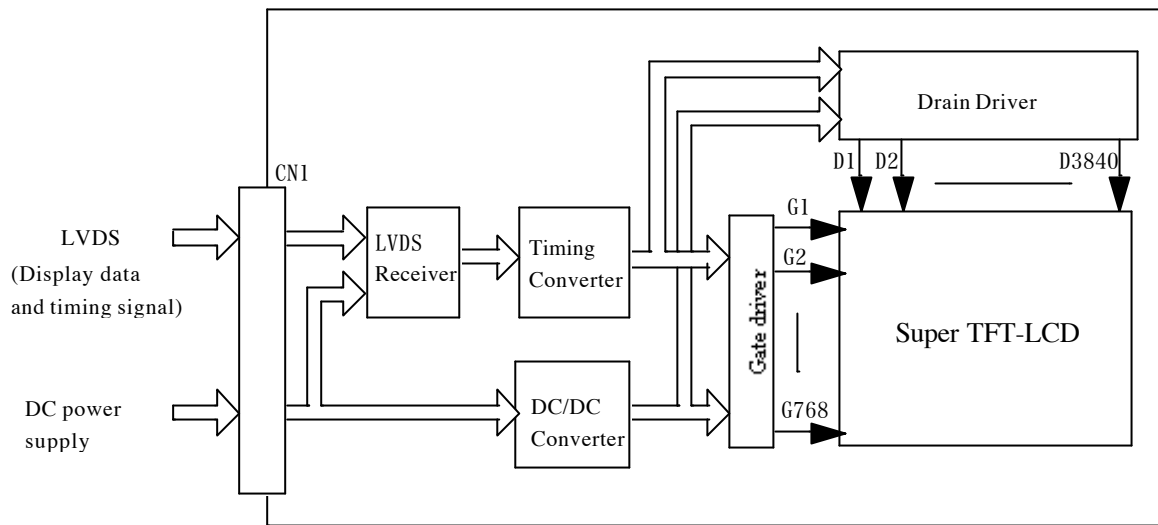 CN1
LVDS
(Display data
and timing signal)
DC power
supply
LVDS
Receiver
Timing
Converter
DC/DC
Converter
Gate driver
Drain Driver
D1 D2 D3840
G1
G2
G768
Super TFT-LCD